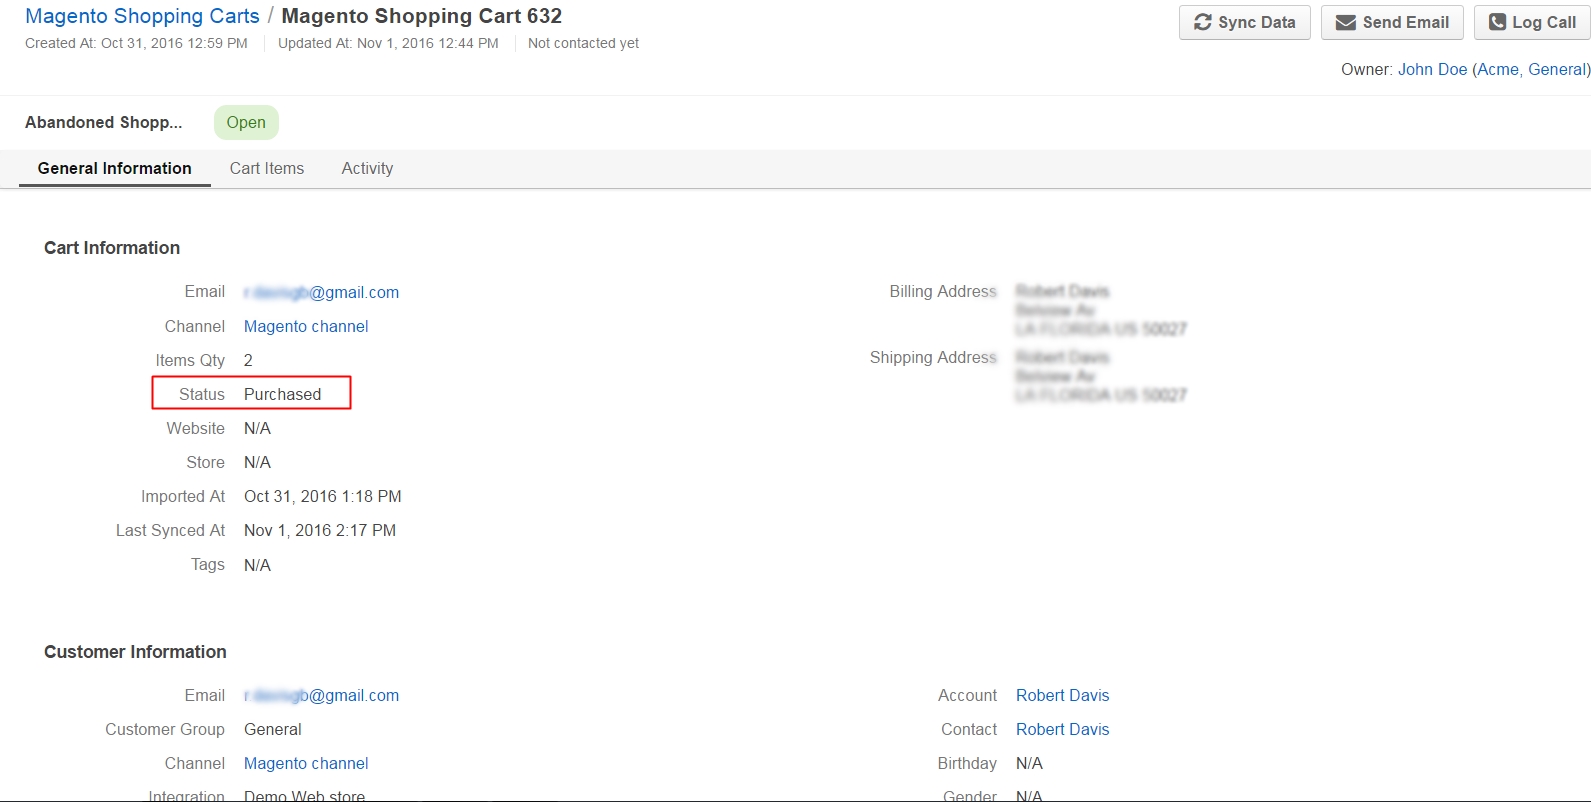 Magento Shopping Carts / Magento Shopping Cart 632
Created At: Oct 31, 2016 12:59 PM Updated At: Nov 1, 2016 12:44 PM Not contacted yet
Sync Data Send Email Log Call
Owner: John Doe (Acme, General)
Abandoned Shopp... Open
General Information Cart Items Activity
Cart Information
Email @gmail.com
Channel Magento channel
Items Qty 2
Status Purchased
Website N/A
Store N/A
Imported At Oct 31, 2016 1:18 PM
Last Synced At Nov 1, 2016 2:17 PM
Tags N/A
Billing Address
Shipping Address
Customer Information
Email @gmail.com
Customer Group General
Channel Magento channel
Integration Demo Web store
Account Robert Davis
Contact Robert Davis
Birthday N/A
Gender N/A